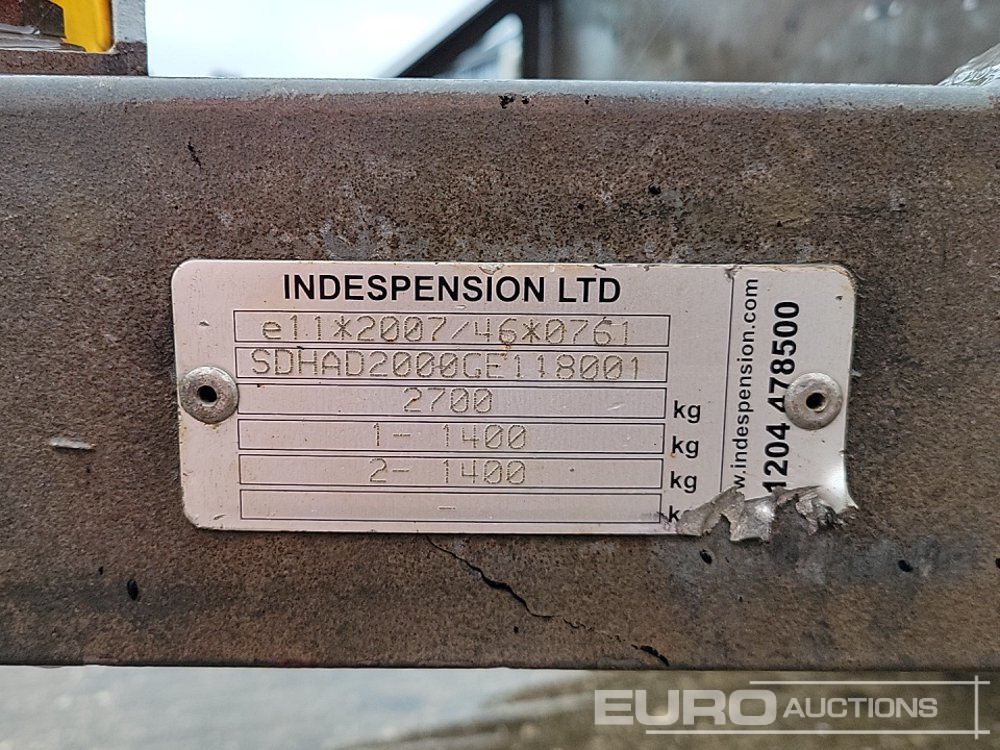 INDESPENSION LTD
e11*2007/46*0761
SDHAD2000GE118001
2700 kg
1- 1400 kg
2- 1400 kg
-
w.indespension.com
1204 478500
EURO AUCTIONS